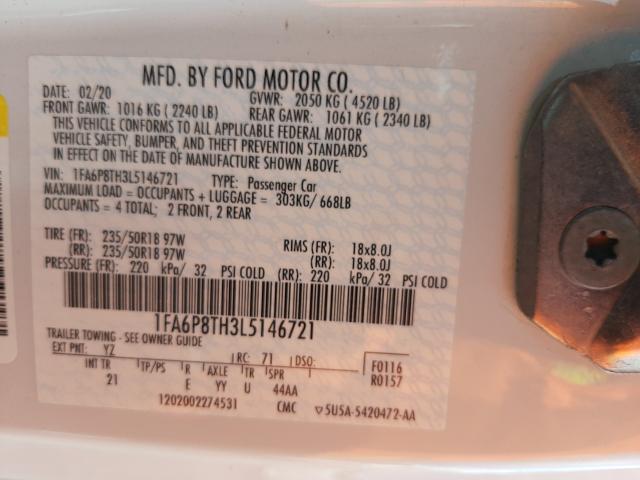 MFD. BY FORD MOTOR CO.
DATE: 02/20 GVWR: 2050 KG ( 4520 LB)
FRONT GAWR: 1016 KG ( 2240 LB) REAR GAWR: 1061 KG ( 2340 LB)
THIS VEHICLE CONFORMS TO ALL APPLICABLE FEDERAL MOTOR
VEHICLE SAFETY, BUMPER, AND THEFT PREVENTION STANDARDS
IN EFFECT ON THE DATE OF MANUFACTURE SHOWN ABOVE.
VIN: 1FA6P8TH3L5146721 TYPE: Passenger Car
MAXIMUM LOAD = OCCUPANTS + LUGGAGE = 303KG/ 668LB
OCCUPANTS = 4 TOTAL; 2 FRONT, 2 REAR
TIRE (FR): 235/50R18 97W RIMS (FR): 18x8.0J
(RR): 235/50R18 97W (RR): 18x8.0J
PRESSURE (FR): 220 kPa/ 32 PSI COLD (RR): 220 kPa/ 32 PSI COLD
1FA6P8TH3L5146721
TRAILER TOWING - SEE OWNER GUIDE
EXT PNT: YZ RC: 71 DSO: F0116
INT TR TP/PS R AXLE TR SPR R0157
21 E YY U 44AA
1202002274531 CMC ▽5U5A-5420472-AA